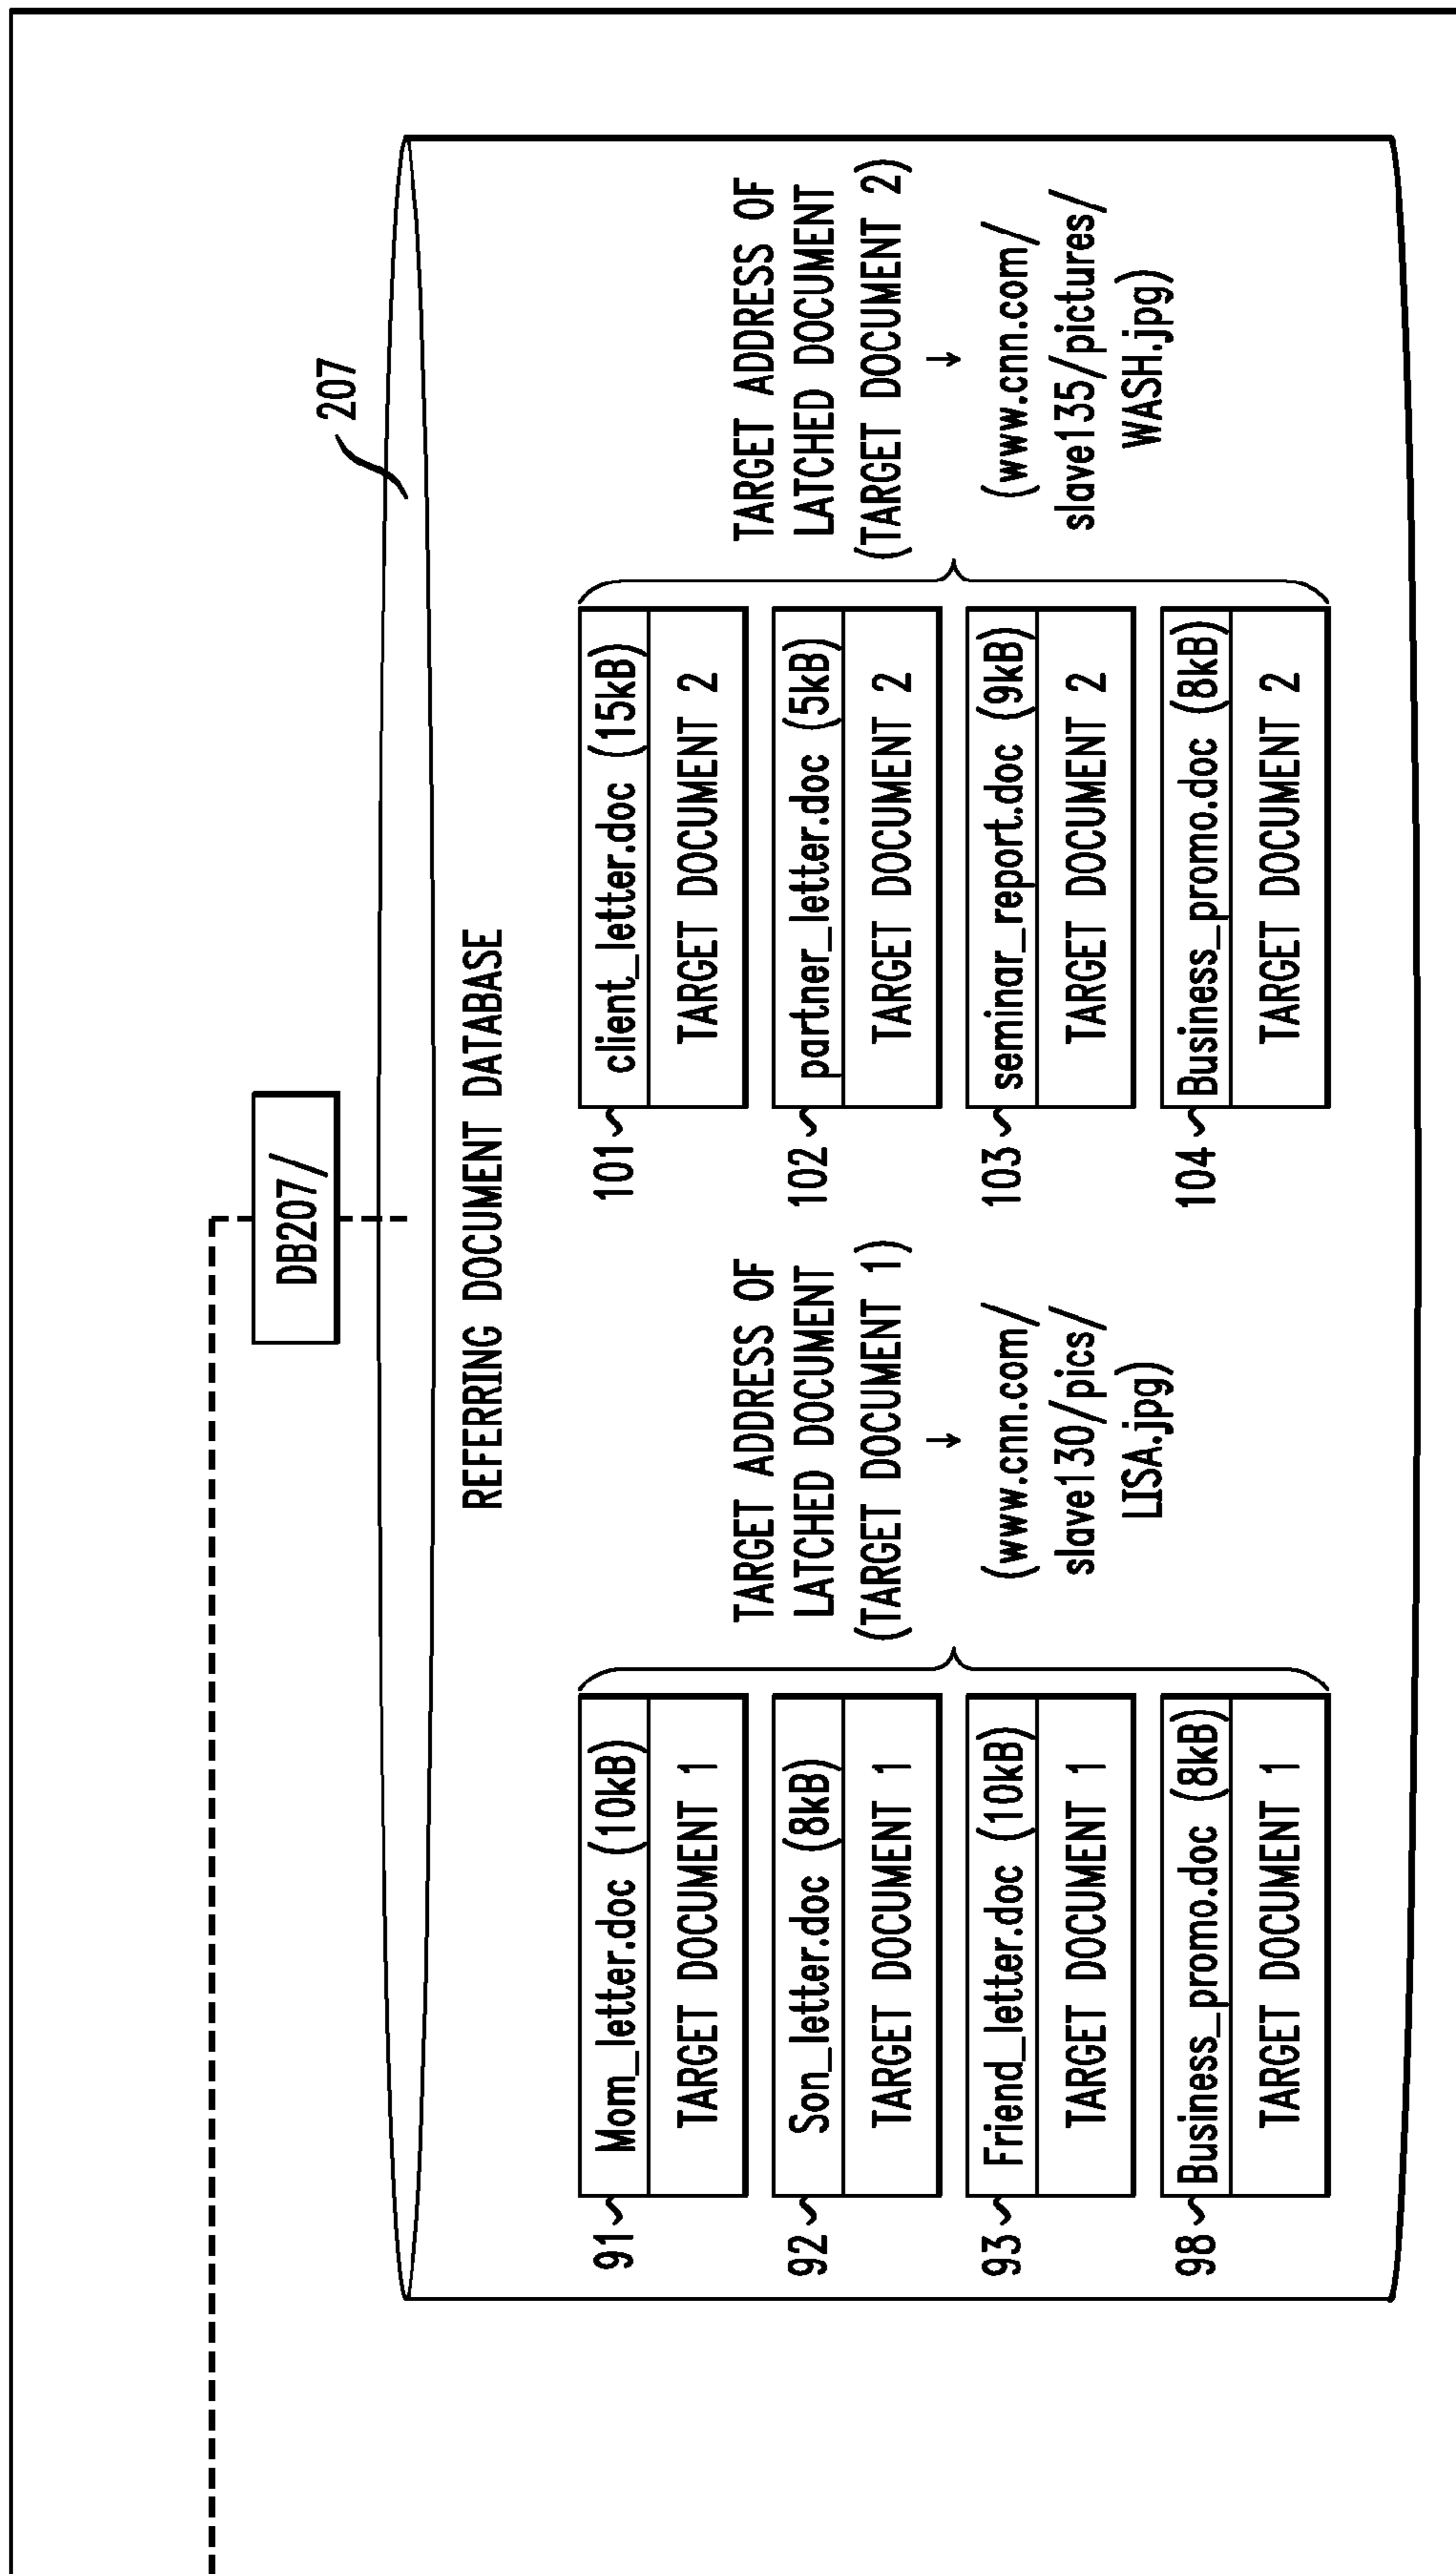 DB207/
207
REFERRING DOCUMENT DATABASE
91
Mom_letter.doc (10kB)
TARGET DOCUMENT 1
92
Son_letter.doc (8kB)
TARGET DOCUMENT 1
93
Friend_letter.doc (10kB)
TARGET DOCUMENT 1
98
Business_promo.doc (8kB)
TARGET DOCUMENT 1
TARGET ADDRESS OF
LATCHED DOCUMENT
(TARGET DOCUMENT 1)
(www.cnn.com/
slave130/pics/
LISA.jpg)
101
client_letter.doc (15kB)
TARGET DOCUMENT 2
102
partner_letter.doc (5kB)
TARGET DOCUMENT 2
103
seminar_report.doc (9kB)
TARGET DOCUMENT 2
104
Business_promo.doc (8kB)
TARGET DOCUMENT 2
TARGET ADDRESS OF
LATCHED DOCUMENT
(TARGET DOCUMENT 2)
(www.cnn.com/
slave135/pictures/
WASH.jpg)